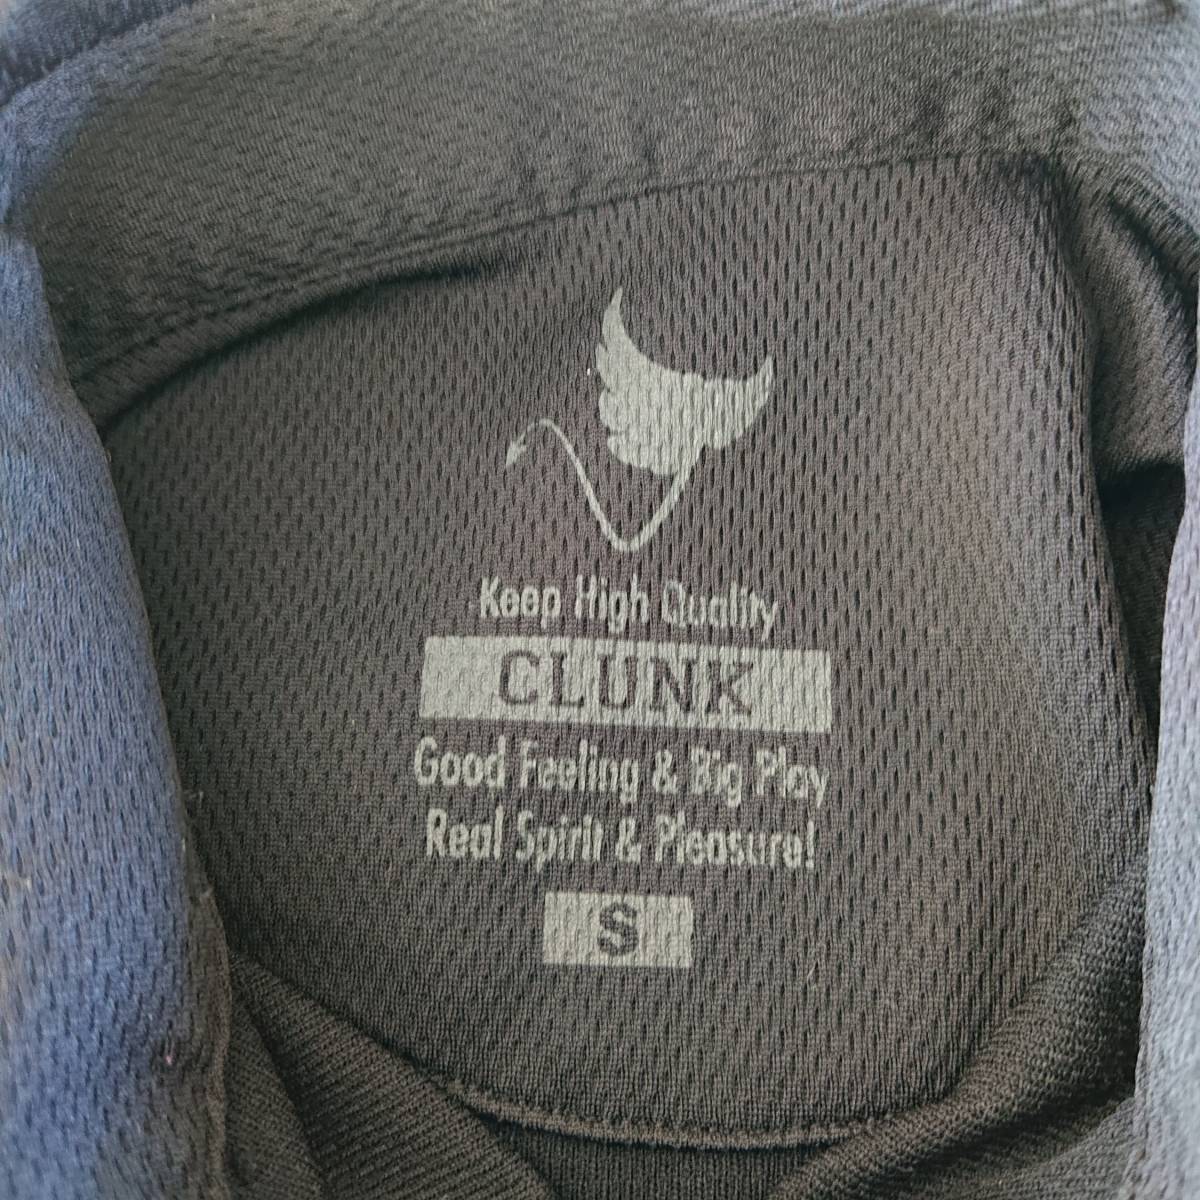 Keep High Quality
CLUNK
Good Feeling & Big Play
Real Spirit & Pleasure!
S